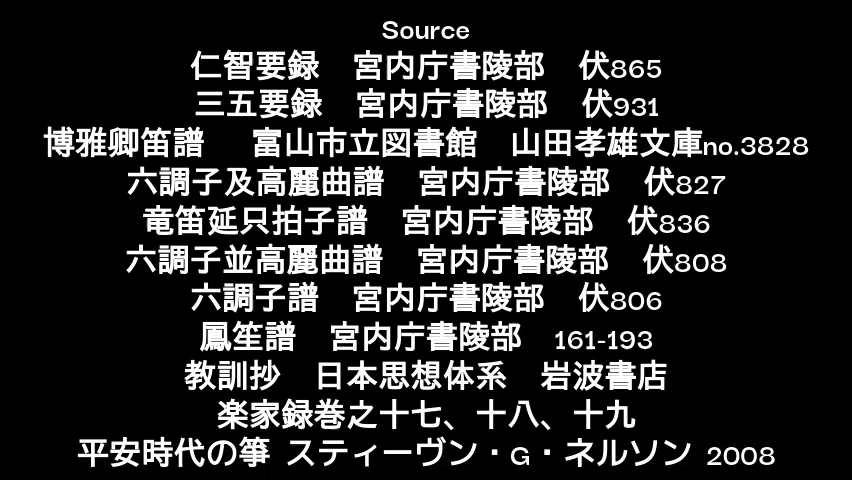 Source
仁智要録　宮内庁書陵部　伏865
三五要録　宮内庁書陵部　伏931
博雅卿笛譜　富山市立図書館　山田孝雄文庫no.3828
六調子及高麗曲譜　宮内庁書陵部　伏827
竜笛延只拍子譜　宮内庁書陵部　伏836
六調子並高麗曲譜　宮内庁書陵部　伏808
六調子譜　宮内庁書陵部　伏806
鳳笙譜　宮内庁書陵部　161-193
教訓抄　日本思想体系　岩波書店
楽家録巻之十七、十八、十九
平安時代の箏 スティーヴン・G・ネルソン 2008